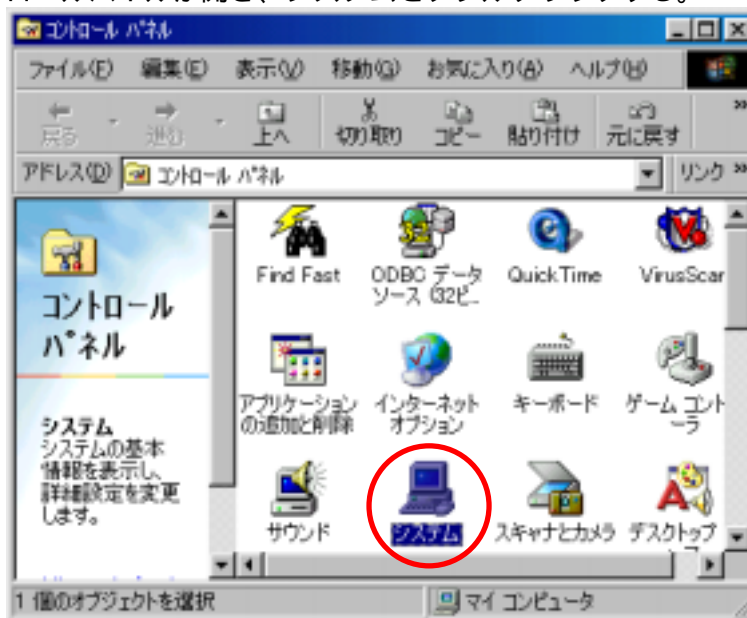 コントロール パネル
ファイル(F) 編集(E) 表示(V) 移動(G) お気に入り(A) ヘルプ(H)
戻る 進む 上へ 切り取り コピー 貼り付け 元に戻す »
アドレス(D) コントロール パネル リンク »
コントロール
パネル
システム
システムの基本
情報を表示し、
詳細設定を変更
します。
Find Fast
ODBC データ
ソース (32ビ...
QuickTime
VirusScan
アプリケーション
の追加と削除
インターネット
オプション
キーボード
ゲーム コント
ーラ
サウンド
システム
スキャナとカメラ
デスクトップ
1 個のオブジェクトを選択 マイ コンピュータ